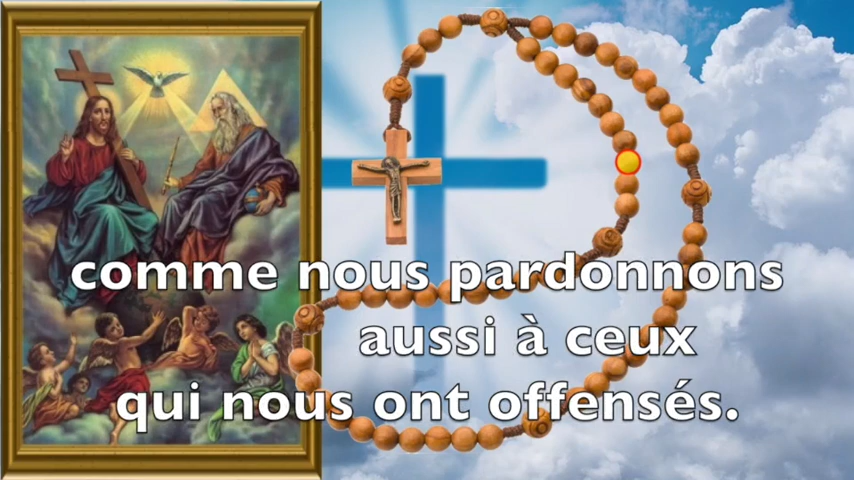 comme nous pardonnons
aussi à ceux
qui nous ont offensés.